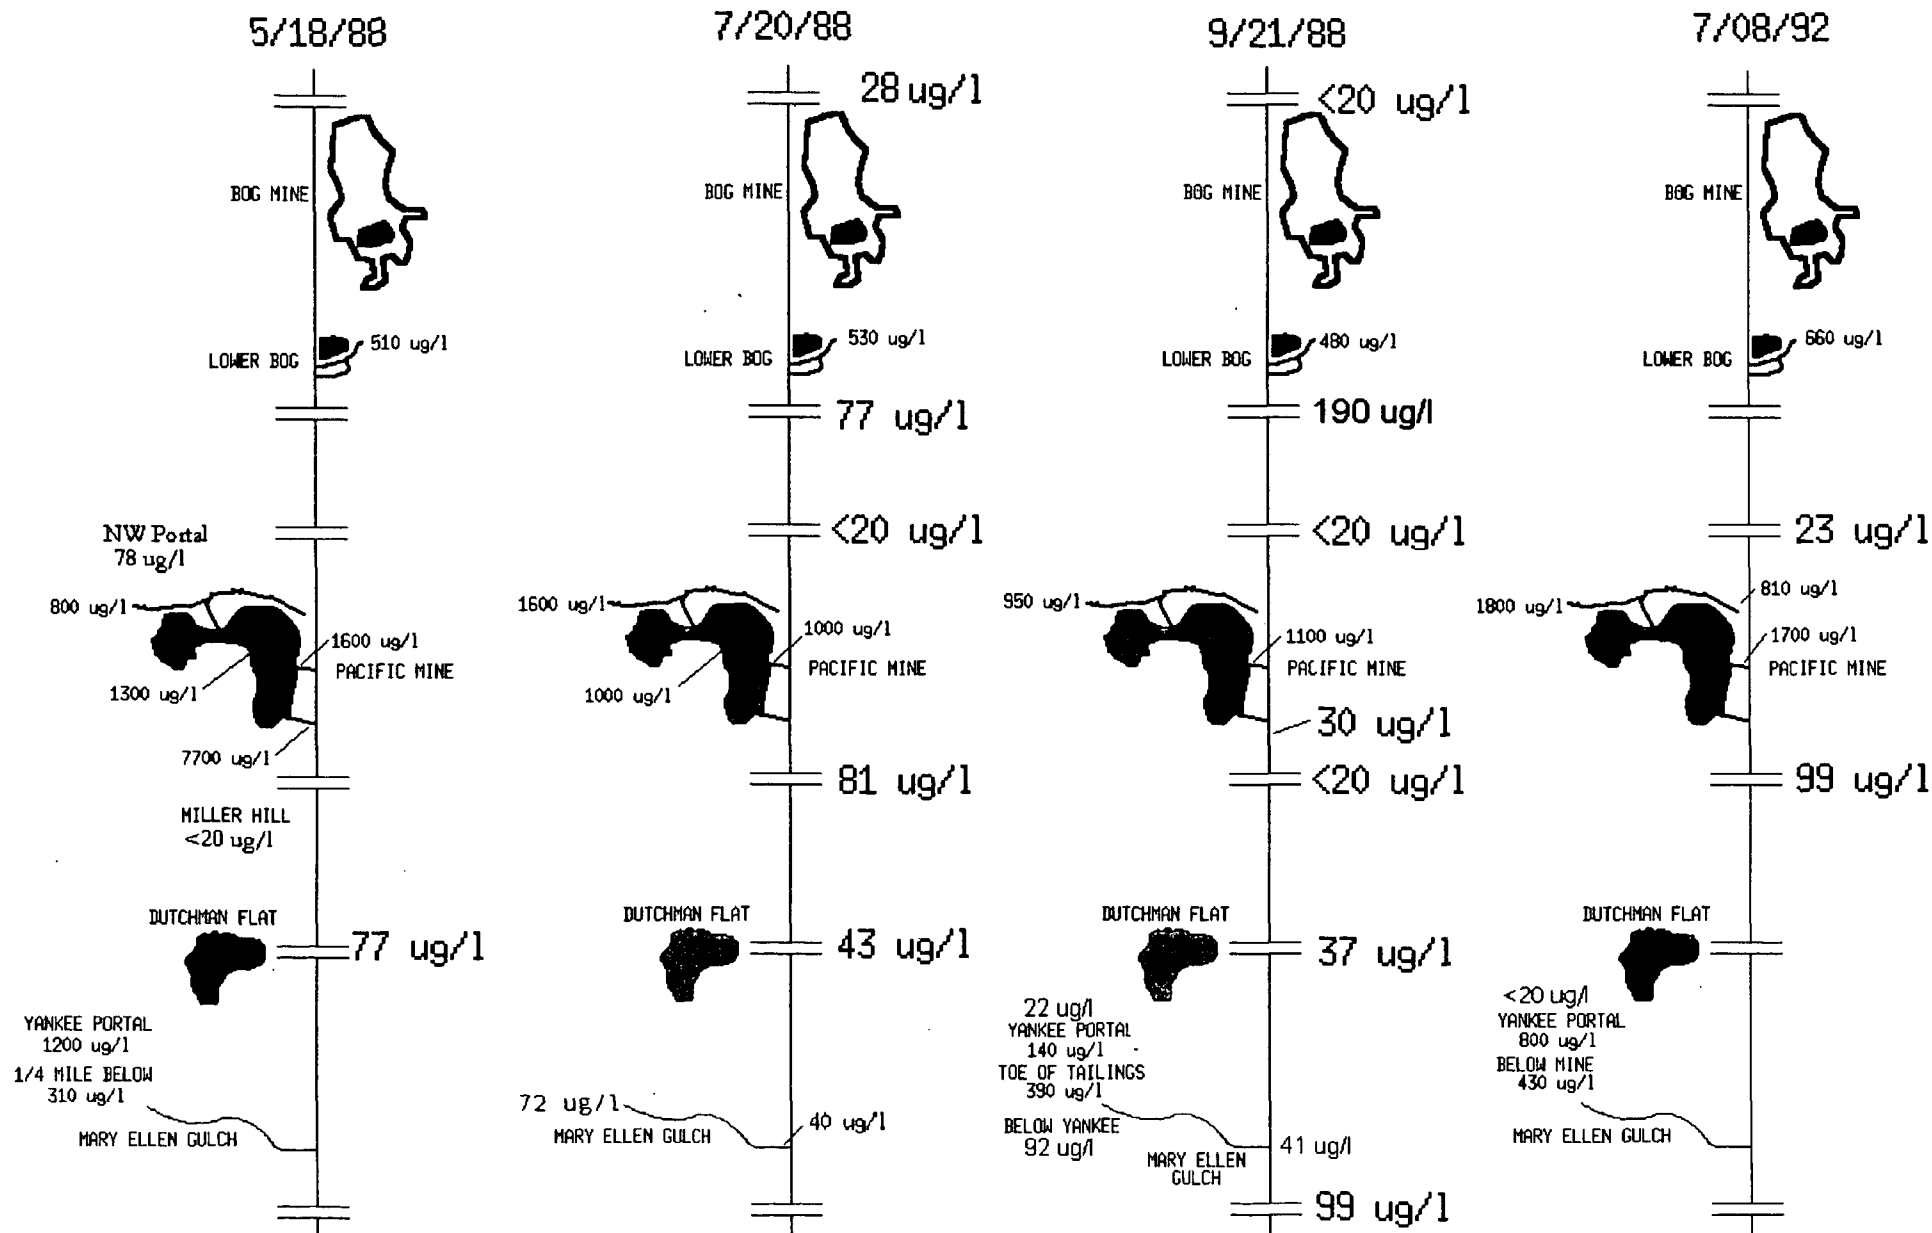 5/18/88
BOG MINE
510 ug/l
LOWER BOG
NW Portal
78 ug/l
800 ug/l
1600 ug/l
PACIFIC MINE
1300 ug/l
7700 ug/l
MILLER HILL
<20 ug/l
DUTCHMAN FLAT
77 ug/l
YANKEE PORTAL
1200 ug/l
1/4 MILE BELOW
310 ug/l
MARY ELLEN GULCH
7/20/88
28 ug/l
BOG MINE
530 ug/l
LOWER BOG
77 ug/l
<20 ug/l
1600 ug/l
1000 ug/l
PACIFIC MINE
1000 ug/l
81 ug/l
DUTCHMAN FLAT
43 ug/l
72 ug/l
40 ug/l
MARY ELLEN GULCH
9/21/88
<20 ug/l
BOG MINE
480 ug/l
LOWER BOG
190 ug/l
<20 ug/l
950 ug/l
1100 ug/l
PACIFIC MINE
30 ug/l
<20 ug/l
DUTCHMAN FLAT
37 ug/l
22 ug/l
YANKEE PORTAL
140 ug/l
TOE OF TAILINGS
390 ug/l
BELOW YANKEE
92 ug/l
41 ug/l
MARY ELLEN
GULCH
99 ug/l
7/08/92
BOG MINE
660 ug/l
LOWER BOG
23 ug/l
810 ug/l
1800 ug/l
1700 ug/l
PACIFIC MINE
99 ug/l
DUTCHMAN FLAT
<20 ug/l
YANKEE PORTAL
800 ug/l
BELOW MINE
430 ug/l
MARY ELLEN GULCH